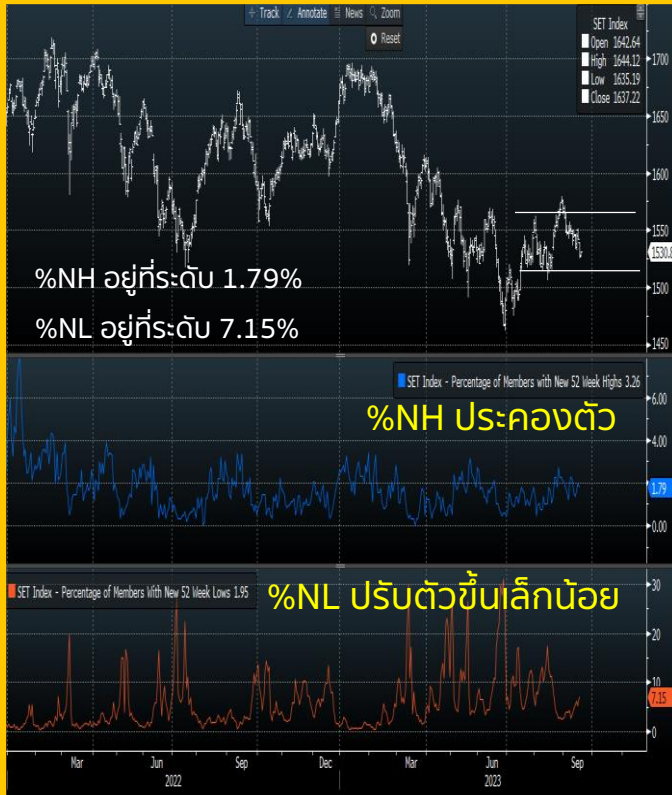 Track Annotate News Zoom
Reset
SET Index
Open 1642.64
High 1644.12
Low 1635.19
Close 1637.22
1700
1650
1600
1550
1530.8
1500
1450
%NH อยู่ที่ระดับ 1.79%
%NL อยู่ที่ระดับ 7.15%
SET Index - Percentage of Members with New 52 Week Highs 3.26
%NH ประคองตัว
6.00
4.00
1.79
0.00
SET Index - Percentage of Members With New 52 Week Lows 1.95
%NL ปรับตัวขึ้นเล็กน้อย
30
20
10
7.15
0
Mar Jun Sep Dec Mar Jun Sep
2022 2023